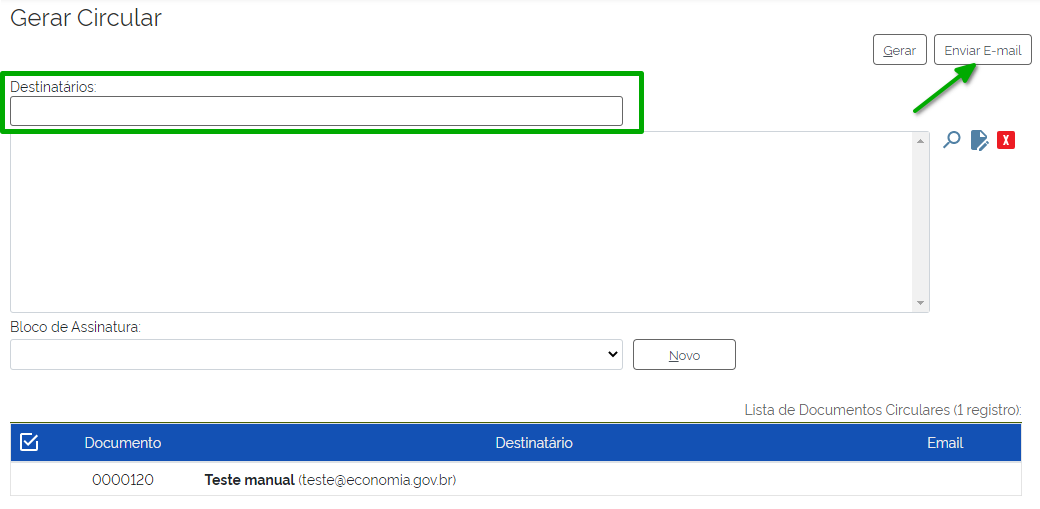 Gerar Circular
Gerar Enviar E-mail
Destinatários:
X
Bloco de Assinatura:
Novo
Lista de Documentos Circulares (1 registro):
Documento Destinatário Email
0000120 Teste manual (teste@economia.gov.br)